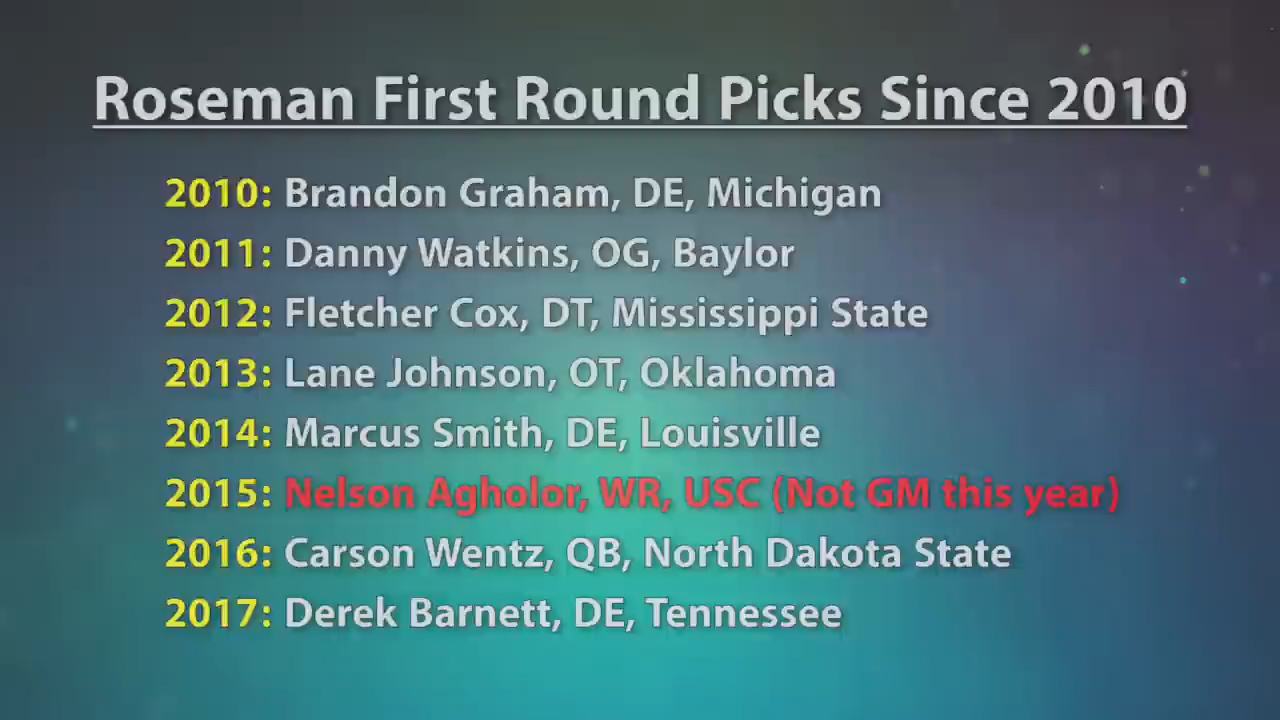 Roseman First Round Picks Since 2010
2010: Brandon Graham, DE, Michigan
2011: Danny Watkins, OG, Baylor
2012: Fletcher Cox, DT, Mississippi State
2013: Lane Johnson, OT, Oklahoma
2014: Marcus Smith, DE, Louisville
2015: Nelson Agholor, WR, USC (Not GM this year)
2016: Carson Wentz, QB, North Dakota State
2017: Derek Barnett, DE, Tennessee